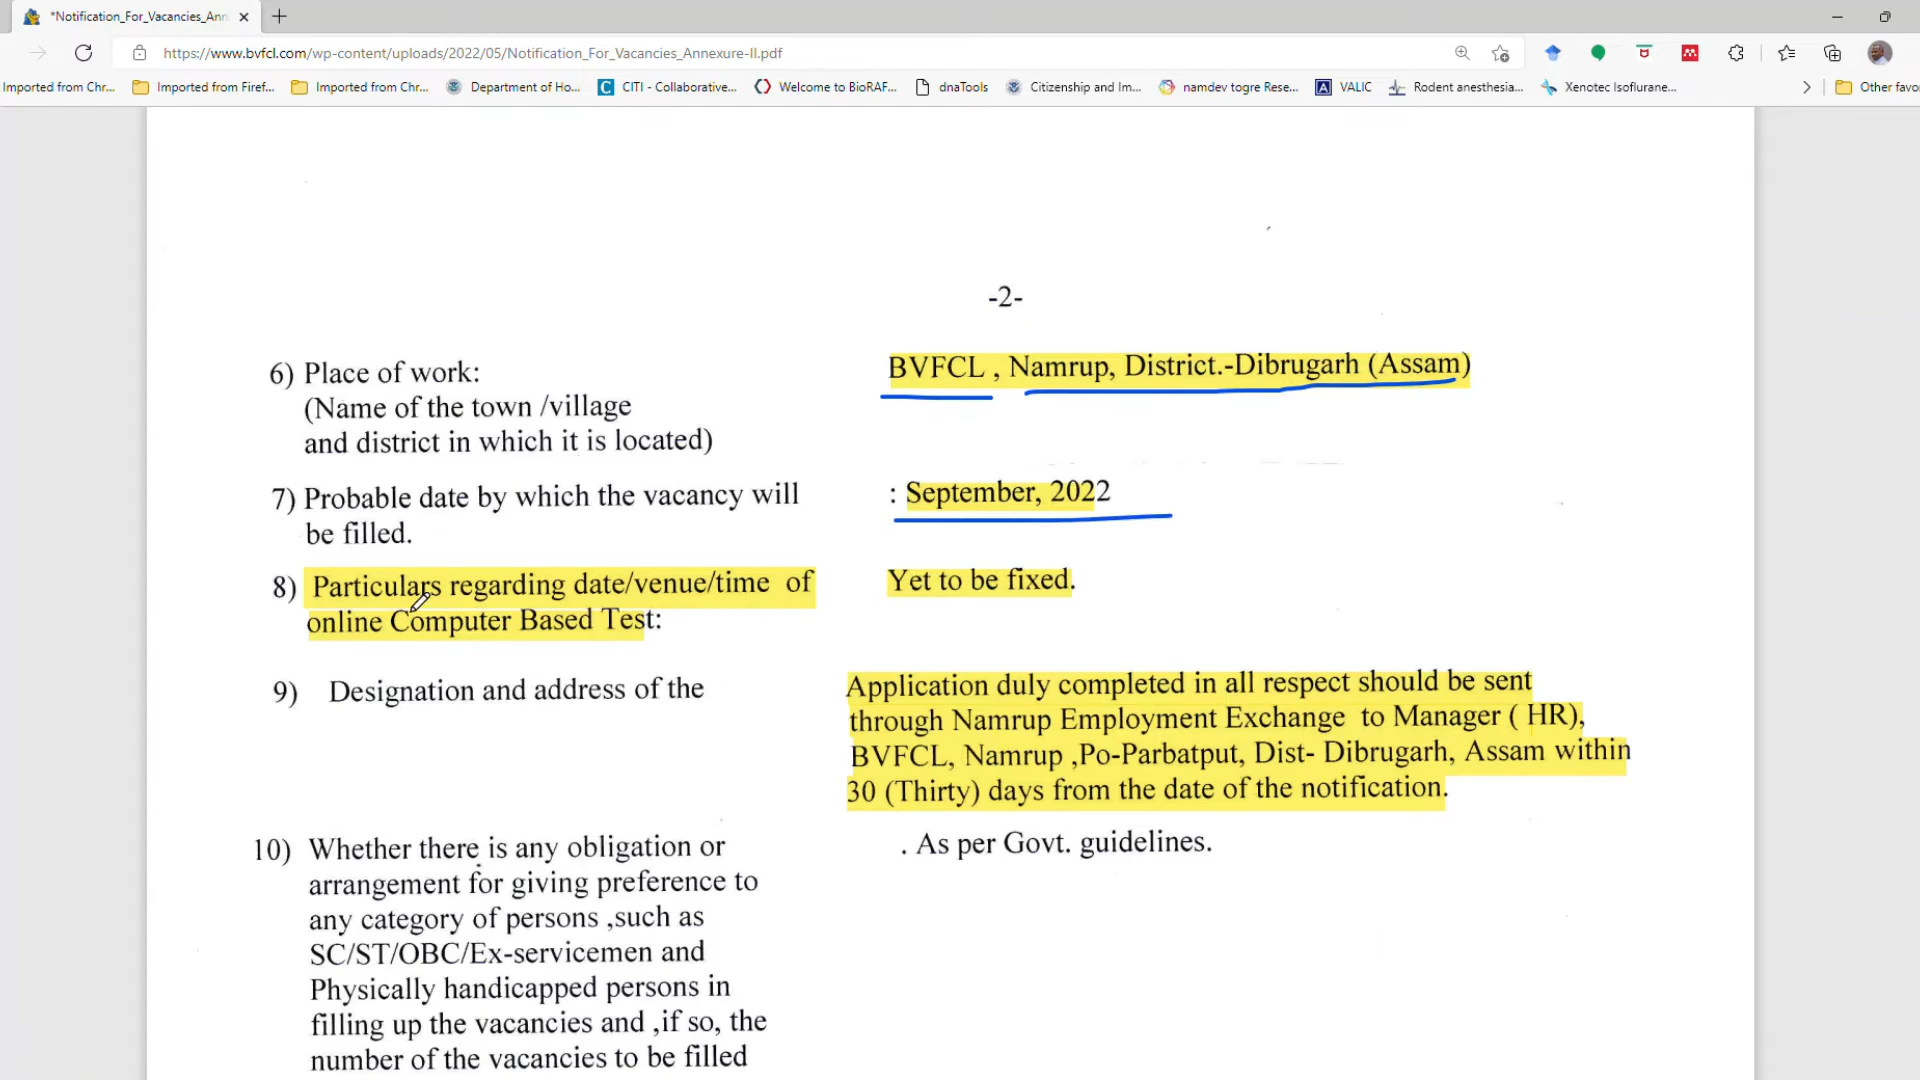 *Notification_For_Vacancies_Ann
https://www.bvfcl.com/wp-content/uploads/2022/05/Notification_For_Vacancies_Annexure-II.pdf
Imported from Chr... Imported from Firef... Imported from Chr... Department of Ho... CITI - Collaborative... Welcome to BioRAF... dnaTools Citizenship and Im... namdev togre Rese... A VALIC Rodent anesthesia... Xenotec Isoflurane... Other favo
-2-
6) Place of work: BVFCL , Namrup, District.-Dibrugarh (Assam)
(Name of the town /village
and district in which it is located)
7) Probable date by which the vacancy will : September, 2022
be filled.
8) Particulars regarding date/venue/time of Yet to be fixed.
online Computer Based Test:
9) Designation and address of the Application duly completed in all respect should be sent
through Namrup Employment Exchange to Manager ( HR),
BVFCL, Namrup ,Po-Parbatput, Dist- Dibrugarh, Assam within
30 (Thirty) days from the date of the notification.
10) Whether there is any obligation or . As per Govt. guidelines.
arrangement for giving preference to
any category of persons ,such as
SC/ST/OBC/Ex-servicemen and
Physically handicapped persons in
filling up the vacancies and ,if so, the
number of the vacancies to be filled